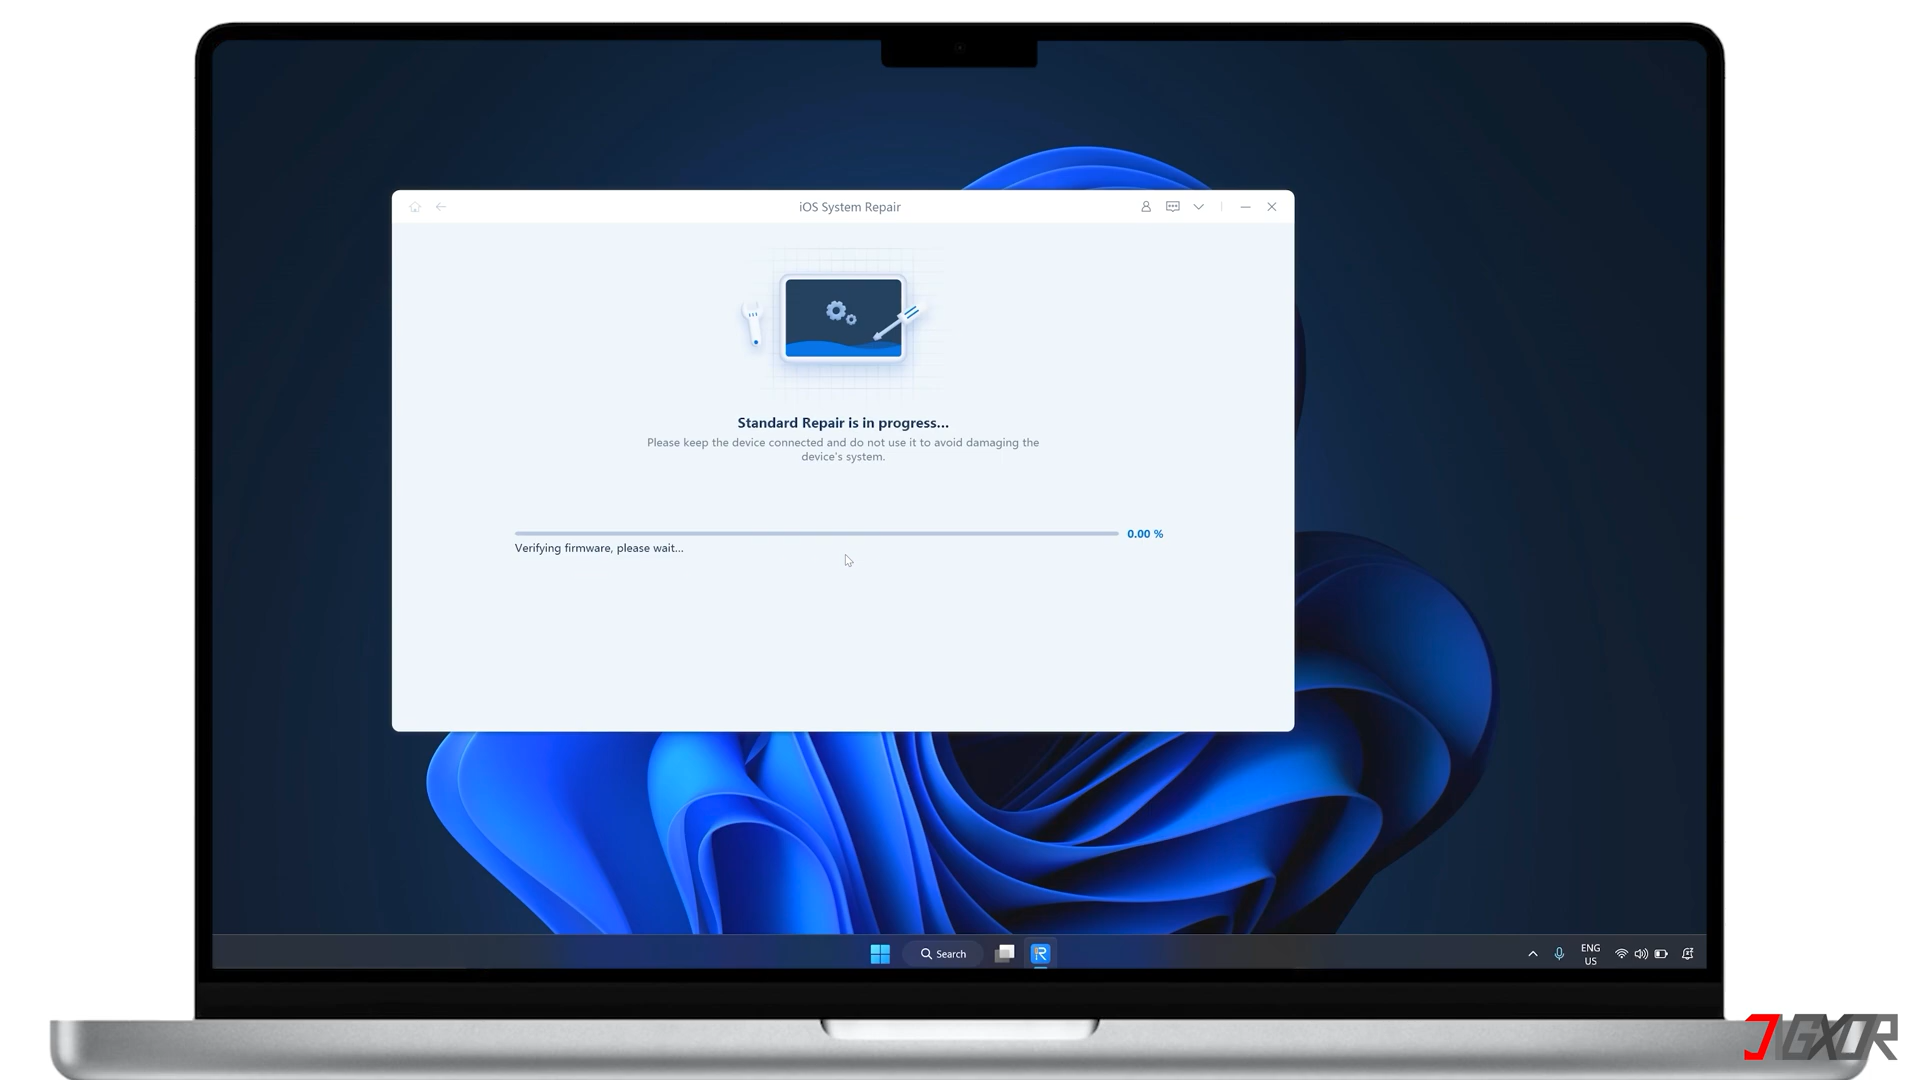 iOS System Repair
Standard Repair is in progress...
Please keep the device connected and do not use it to avoid damaging the
device's system.
0.00 %
Verifying firmware, please wait...
Search
ENG
US
JGXOR